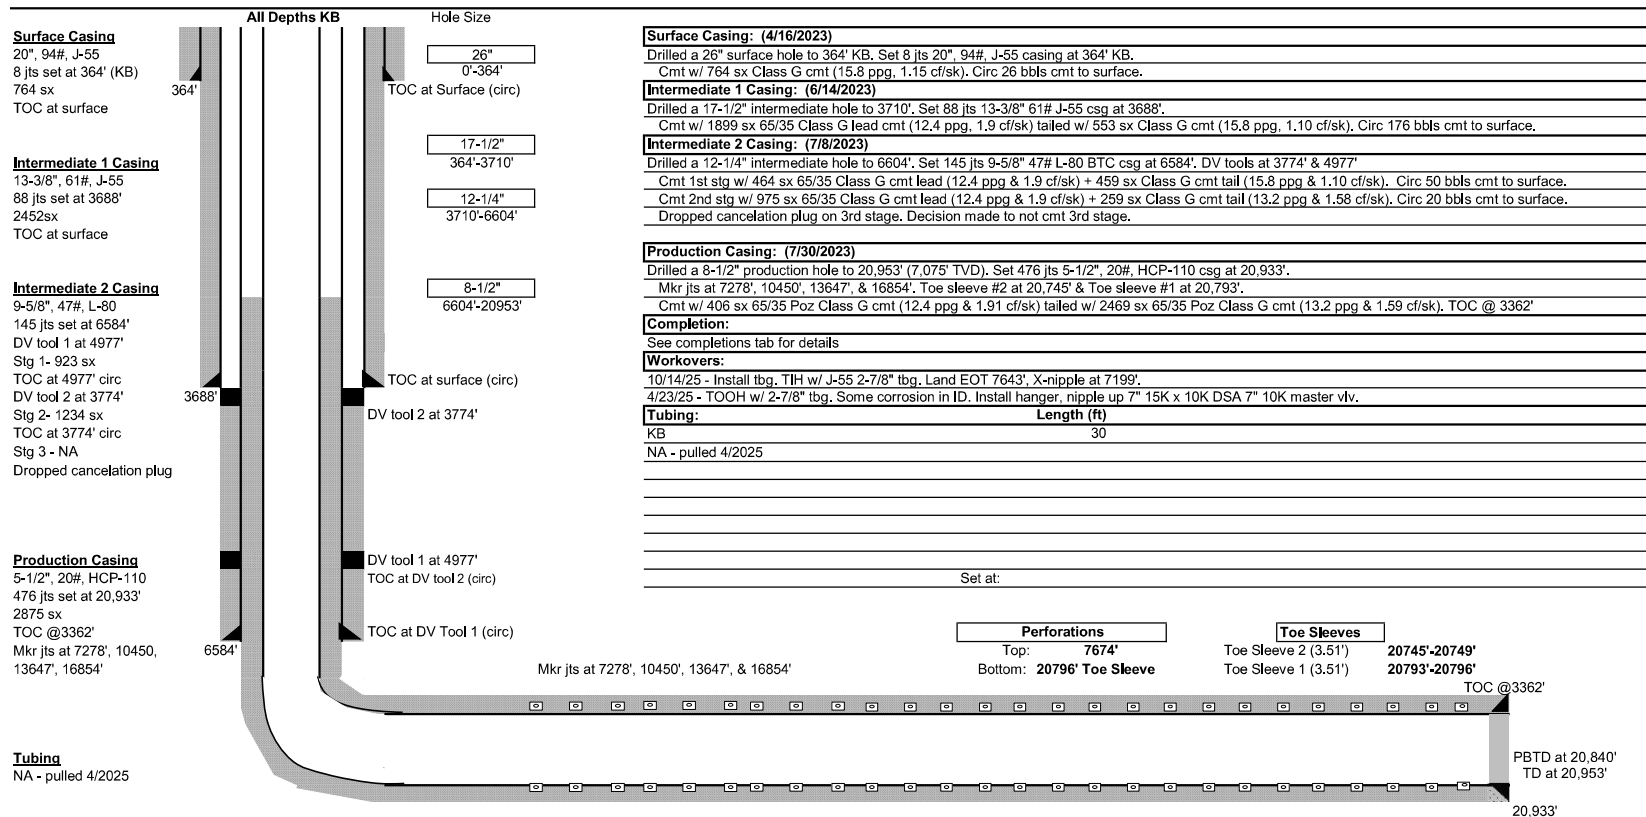 All Depths KB
Hole Size
Surface Casing
20", 94#, J-55
8 jts set at 364' (KB)
764 sx
TOC at surface
364'
26"
0'-364'
TOC at Surface (circ)
Intermediate 1 Casing
13-3/8", 61#, J-55
88 jts set at 3688'
2452sx
TOC at surface
17-1/2"
364'-3710'
12-1/4"
3710'-6604'
Intermediate 2 Casing
9-5/8", 47#, L-80
145 jts set at 6584'
DV tool 1 at 4977'
Stg 1- 923 sx
TOC at 4977' circ
DV tool 2 at 3774'
Stg 2- 1234 sx
TOC at 3774' circ
Stg 3 - NA
Dropped cancelation plug
8-1/2"
6604'-20953'
3688'
TOC at surface (circ)
DV tool 2 at 3774'
Production Casing
5-1/2", 20#, HCP-110
476 jts set at 20,933'
2875 sx
TOC @3362'
Mkr jts at 7278', 10450,
13647', 16854'
DV tool 1 at 4977'
TOC at DV tool 2 (circ)
TOC at DV Tool 1 (circ)
6584'
Tubing
NA - pulled 4/2025
Surface Casing: (4/16/2023)
Drilled a 26" surface hole to 364' KB. Set 8 jts 20", 94#, J-55 casing at 364' KB.
Cmt w/ 764 sx Class G cmt (15.8 ppg, 1.15 cf/sk). Circ 26 bbls cmt to surface.
Intermediate 1 Casing: (6/14/2023)
Drilled a 17-1/2" intermediate hole to 3710'. Set 88 jts 13-3/8" 61# J-55 csg at 3688'.
Cmt w/ 1899 sx 65/35 Class G lead cmt (12.4 ppg, 1.9 cf/sk) tailed w/ 553 sx Class G cmt (15.8 ppg, 1.10 cf/sk). Circ 176 bbls cmt to surface.
Intermediate 2 Casing: (7/8/2023)
Drilled a 12-1/4" intermediate hole to 6604'. Set 145 jts 9-5/8" 47# L-80 BTC csg at 6584'. DV tools at 3774' & 4977'
Cmt 1st stg w/ 464 sx 65/35 Class G cmt lead (12.4 ppg & 1.9 cf/sk) + 459 sx Class G cmt tail (15.8 ppg & 1.10 cf/sk). Circ 50 bbls cmt to surface.
Cmt 2nd stg w/ 975 sx 65/35 Class G cmt lead (12.4 ppg & 1.9 cf/sk) + 259 sx Class G cmt tail (13.2 ppg & 1.58 cf/sk). Circ 20 bbls cmt to surface.
Dropped cancelation plug on 3rd stage. Decision made to not cmt 3rd stage.
Production Casing: (7/30/2023)
Drilled a 8-1/2" production hole to 20,953' (7,075' TVD). Set 476 jts 5-1/2", 20#, HCP-110 csg at 20,933'.
Mkr jts at 7278', 10450', 13647', & 16854'. Toe sleeve #2 at 20,745' & Toe sleeve #1 at 20,793'.
Cmt w/ 406 sx 65/35 Poz Class G cmt (12.4 ppg & 1.91 cf/sk) tailed w/ 2469 sx 65/35 Poz Class G cmt (13.2 ppg & 1.59 cf/sk). TOC @ 3362'
Completion:
See completions tab for details
Workovers:
10/14/25 - Install tbg. TIH w/ J-55 2-7/8" tbg. Land EOT 7643', X-nipple at 7199'.
4/23/25 - TOOH w/ 2-7/8" tbg. Some corrosion in ID. Install hanger, nipple up 7" 15K x 10K DSA 7" 10K master vlv.
Tubing: Length (ft)
KB 30
NA - pulled 4/2025
Set at:
Perforations
Top: 7674'
Bottom: 20796' Toe Sleeve
Toe Sleeves
Toe Sleeve 2 (3.51') 20745'-20749'
Toe Sleeve 1 (3.51') 20793'-20796'
Mkr jts at 7278', 10450', 13647', & 16854'
TOC @3362'
PBTD at 20,840'
TD at 20,953'
20,933'